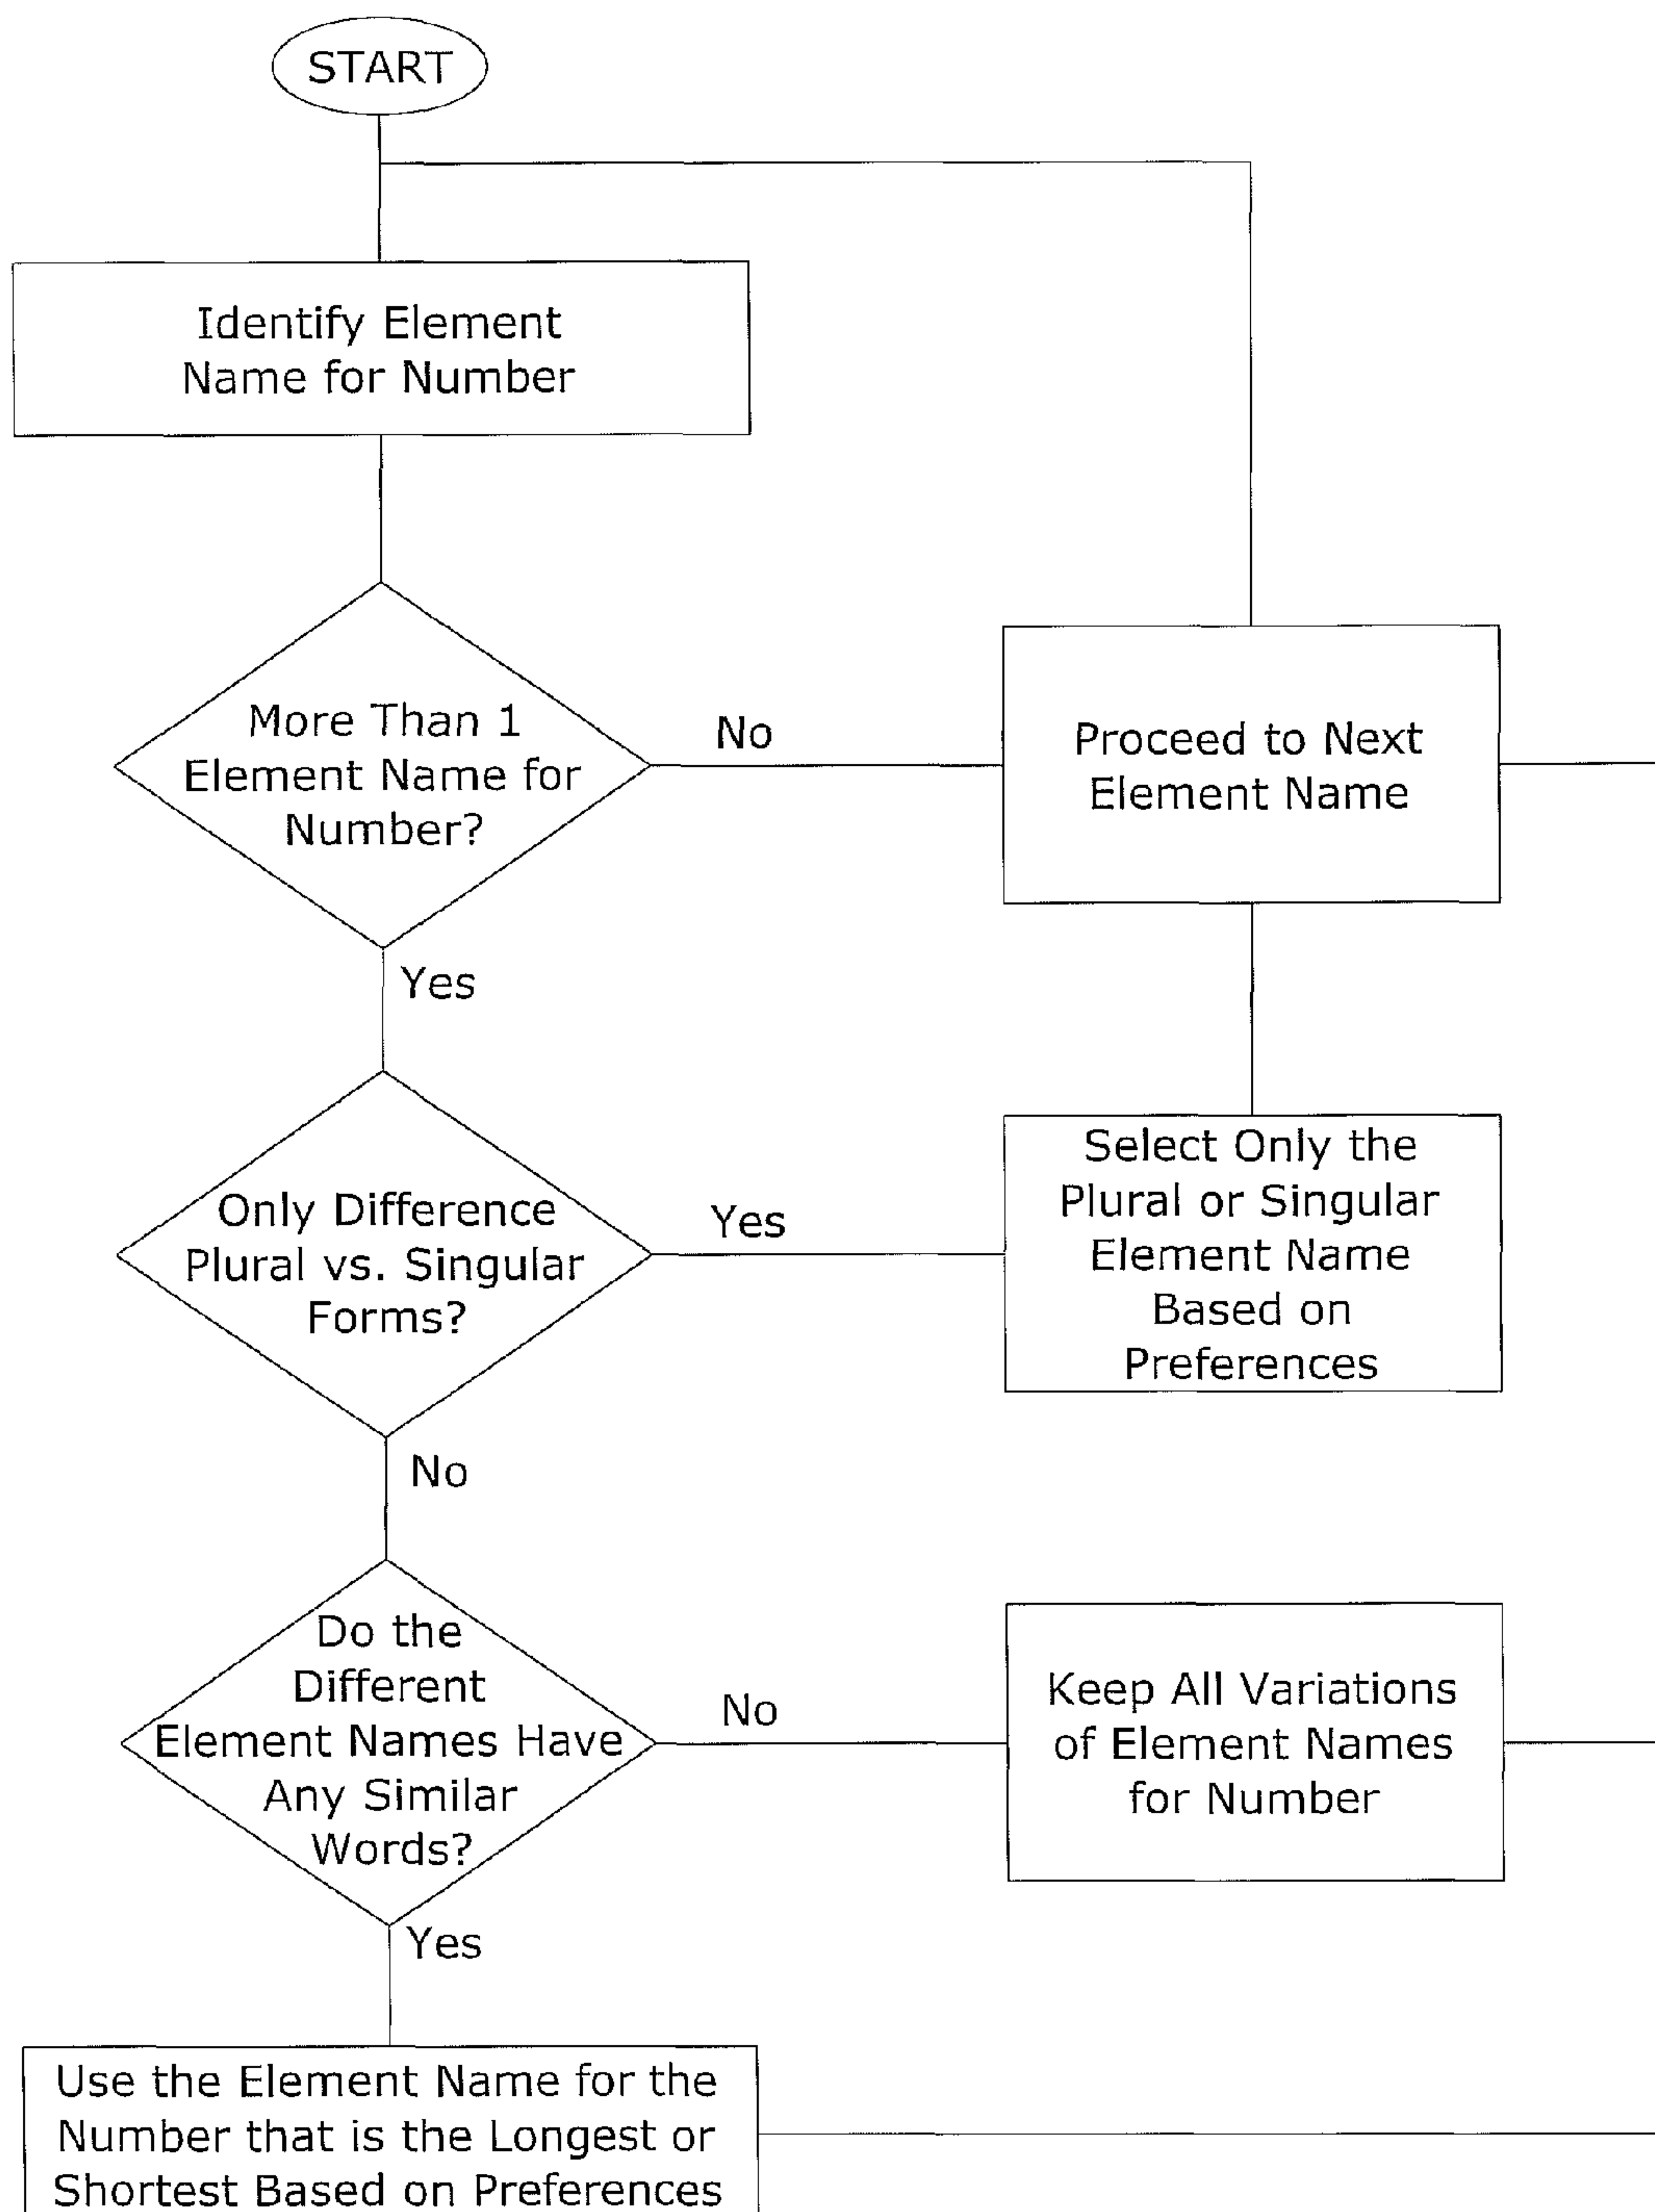 START
Identify Element
Name for Number
More Than 1
Element Name for
Number?
No
Proceed to Next
Element Name
Yes
Only Difference
Plural vs. Singular
Forms?
Yes
Select Only the
Plural or Singular
Element Name
Based on
Preferences
No
Do the
Different
Element Names Have
Any Similar
Words?
No
Keep All Variations
of Element Names
for Number
Yes
Use the Element Name for the
Number that is the Longest or
Shortest Based on Preferences